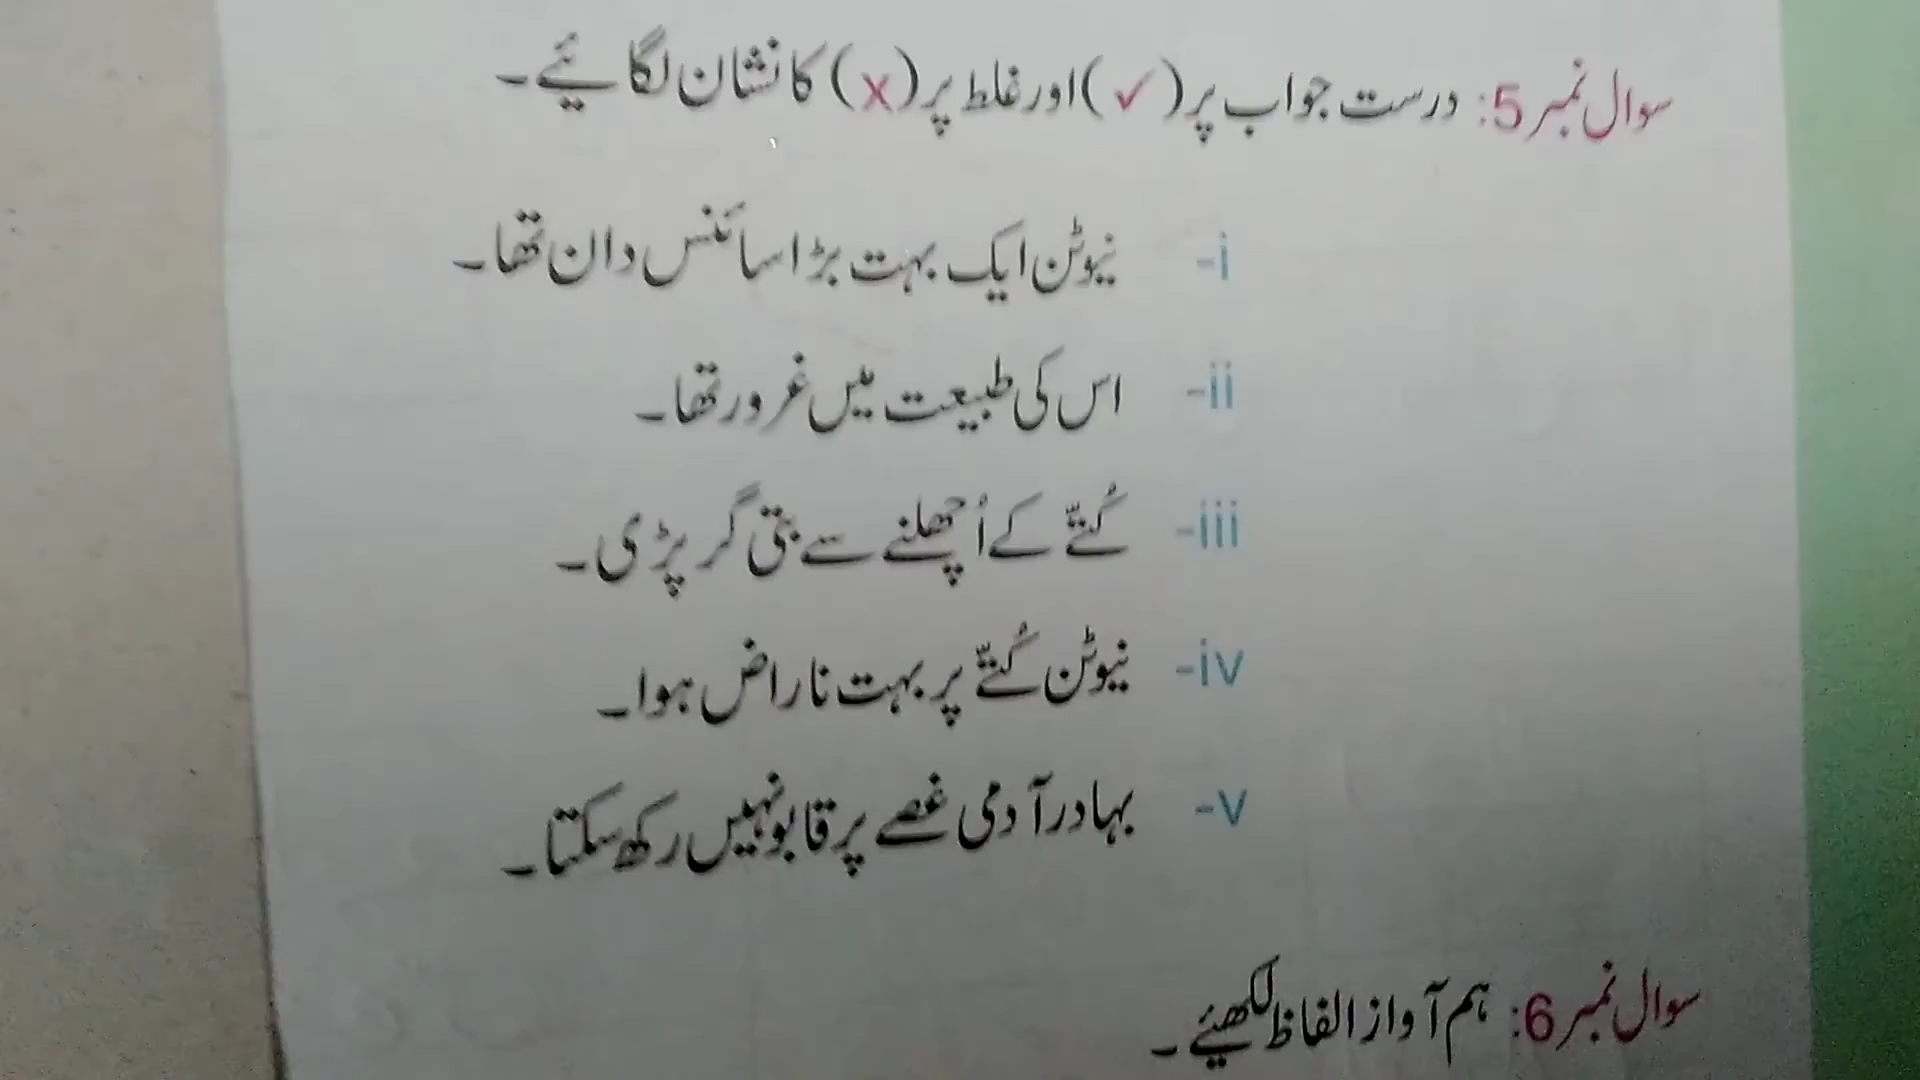 سوال نمبر 5: درست جواب پر (✓) اور غلط پر (x) کا نشان لگائیے۔
i- نیوٹن ایک بہت بڑا سائنس دان تھا۔
ii- اس کی طبیعت میں غرور تھا۔
iii- کُتّے کے اُچھلنے سے بتّی گر پڑی۔
iv- نیوٹن کُتّے پر بہت ناراض ہوا۔
v- بہادر آدمی غصے پر قابو نہیں رکھ سکتا۔
سوال نمبر 6: ہم آواز الفاظ لکھیئے۔